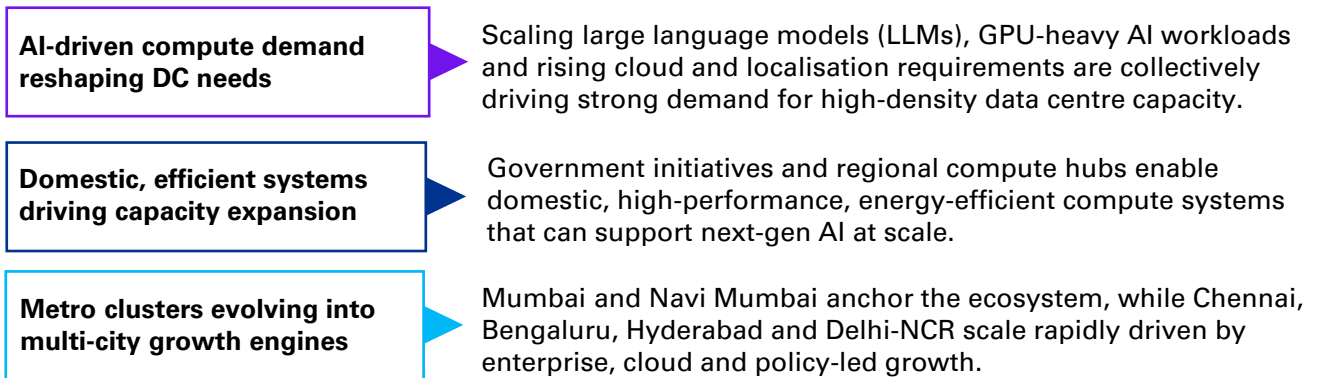 AI-driven compute demand
reshaping DC needs
Scaling large language models (LLMs), GPU-heavy AI workloads
and rising cloud and localisation requirements are collectively
driving strong demand for high-density data centre capacity.
Domestic, efficient systems
driving capacity expansion
Government initiatives and regional compute hubs enable
domestic, high-performance, energy-efficient compute systems
that can support next-gen AI at scale.
Metro clusters evolving into
multi-city growth engines
Mumbai and Navi Mumbai anchor the ecosystem, while Chennai,
Bengaluru, Hyderabad and Delhi-NCR scale rapidly driven by
enterprise, cloud and policy-led growth.